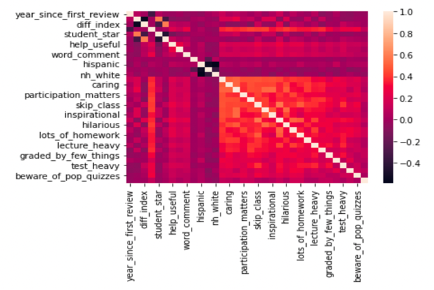 year_since_first_review
diff_index
student_star
help_useful
word_comment
hispanic
nh_white
caring
participation_matters
skip_class
inspirational
hilarious
lots_of_homework
lecture_heavy
graded_by_few_things
test_heavy
beware_of_pop_quizzes
1.0
0.8
0.6
0.4
0.2
0.0
−0.2
−0.4
year_since_first_review
diff_index
student_star
help_useful
word_comment
hispanic
nh_white
caring
participation_matters
skip_class
inspirational
hilarious
lots_of_homework
lecture_heavy
graded_by_few_things
test_heavy
beware_of_pop_quizzes